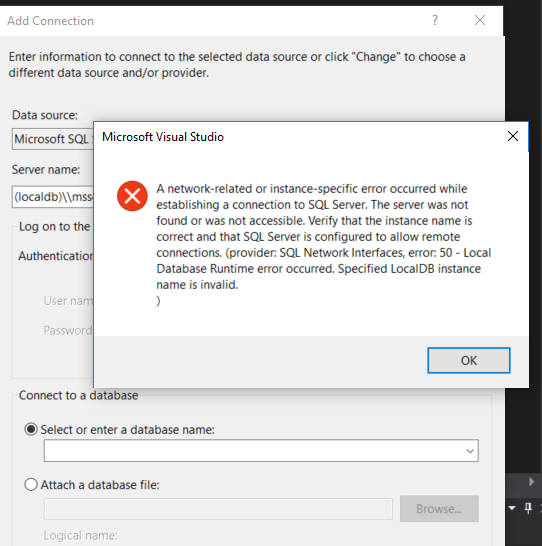 Add Connection
?
Enter information to connect to the selected data source or click "Change" to choose a
different data source and/or provider.
Data source:
Microsoft SQL
Server name:
(localdb)\\mss
Log on to the
Authentication
User nam
Password
Microsoft Visual Studio
A network-related or instance-specific error occurred while
establishing a connection to SQL Server. The server was not
found or was not accessible. Verify that the instance name is
correct and that SQL Server is configured to allow remote
connections. (provider: SQL Network Interfaces, error: 50 - Local
Database Runtime error occurred. Specified LocalDB instance
name is invalid.
)
OK
Connect to a database
Select or enter a database name:
Attach a database file:
Browse...
Logical name: